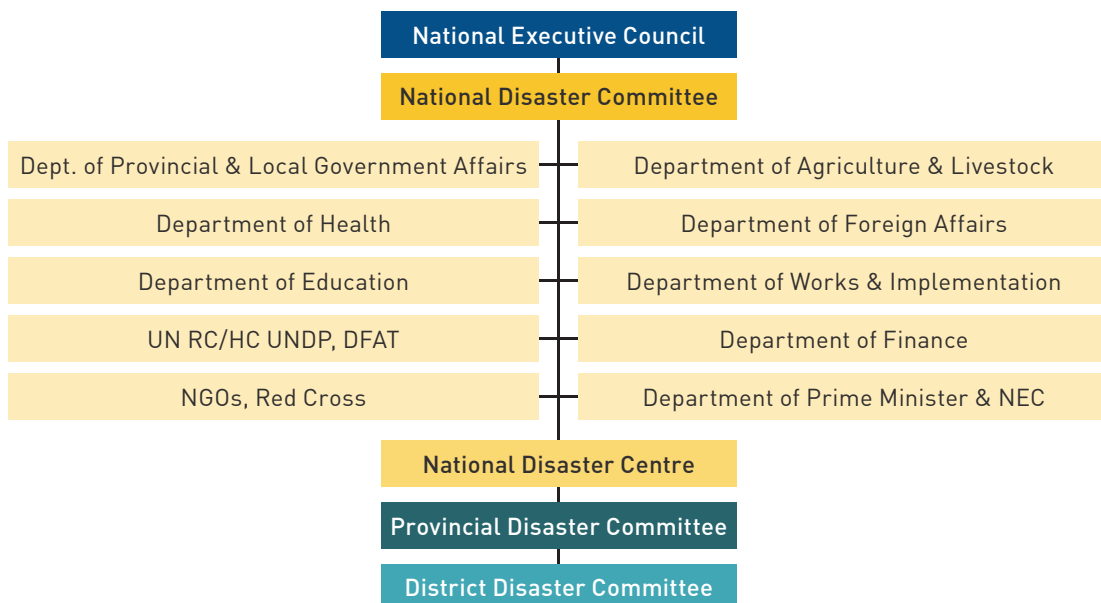 National Executive Council
National Disaster Committee
Dept. of Provincial & Local Government Affairs
Department of Agriculture & Livestock
Department of Health
Department of Foreign Affairs
Department of Education
Department of Works & Implementation
UN RC/HC UNDP, DFAT
Department of Finance
NGOs, Red Cross
Department of Prime Minister & NEC
National Disaster Centre
Provincial Disaster Committee
District Disaster Committee